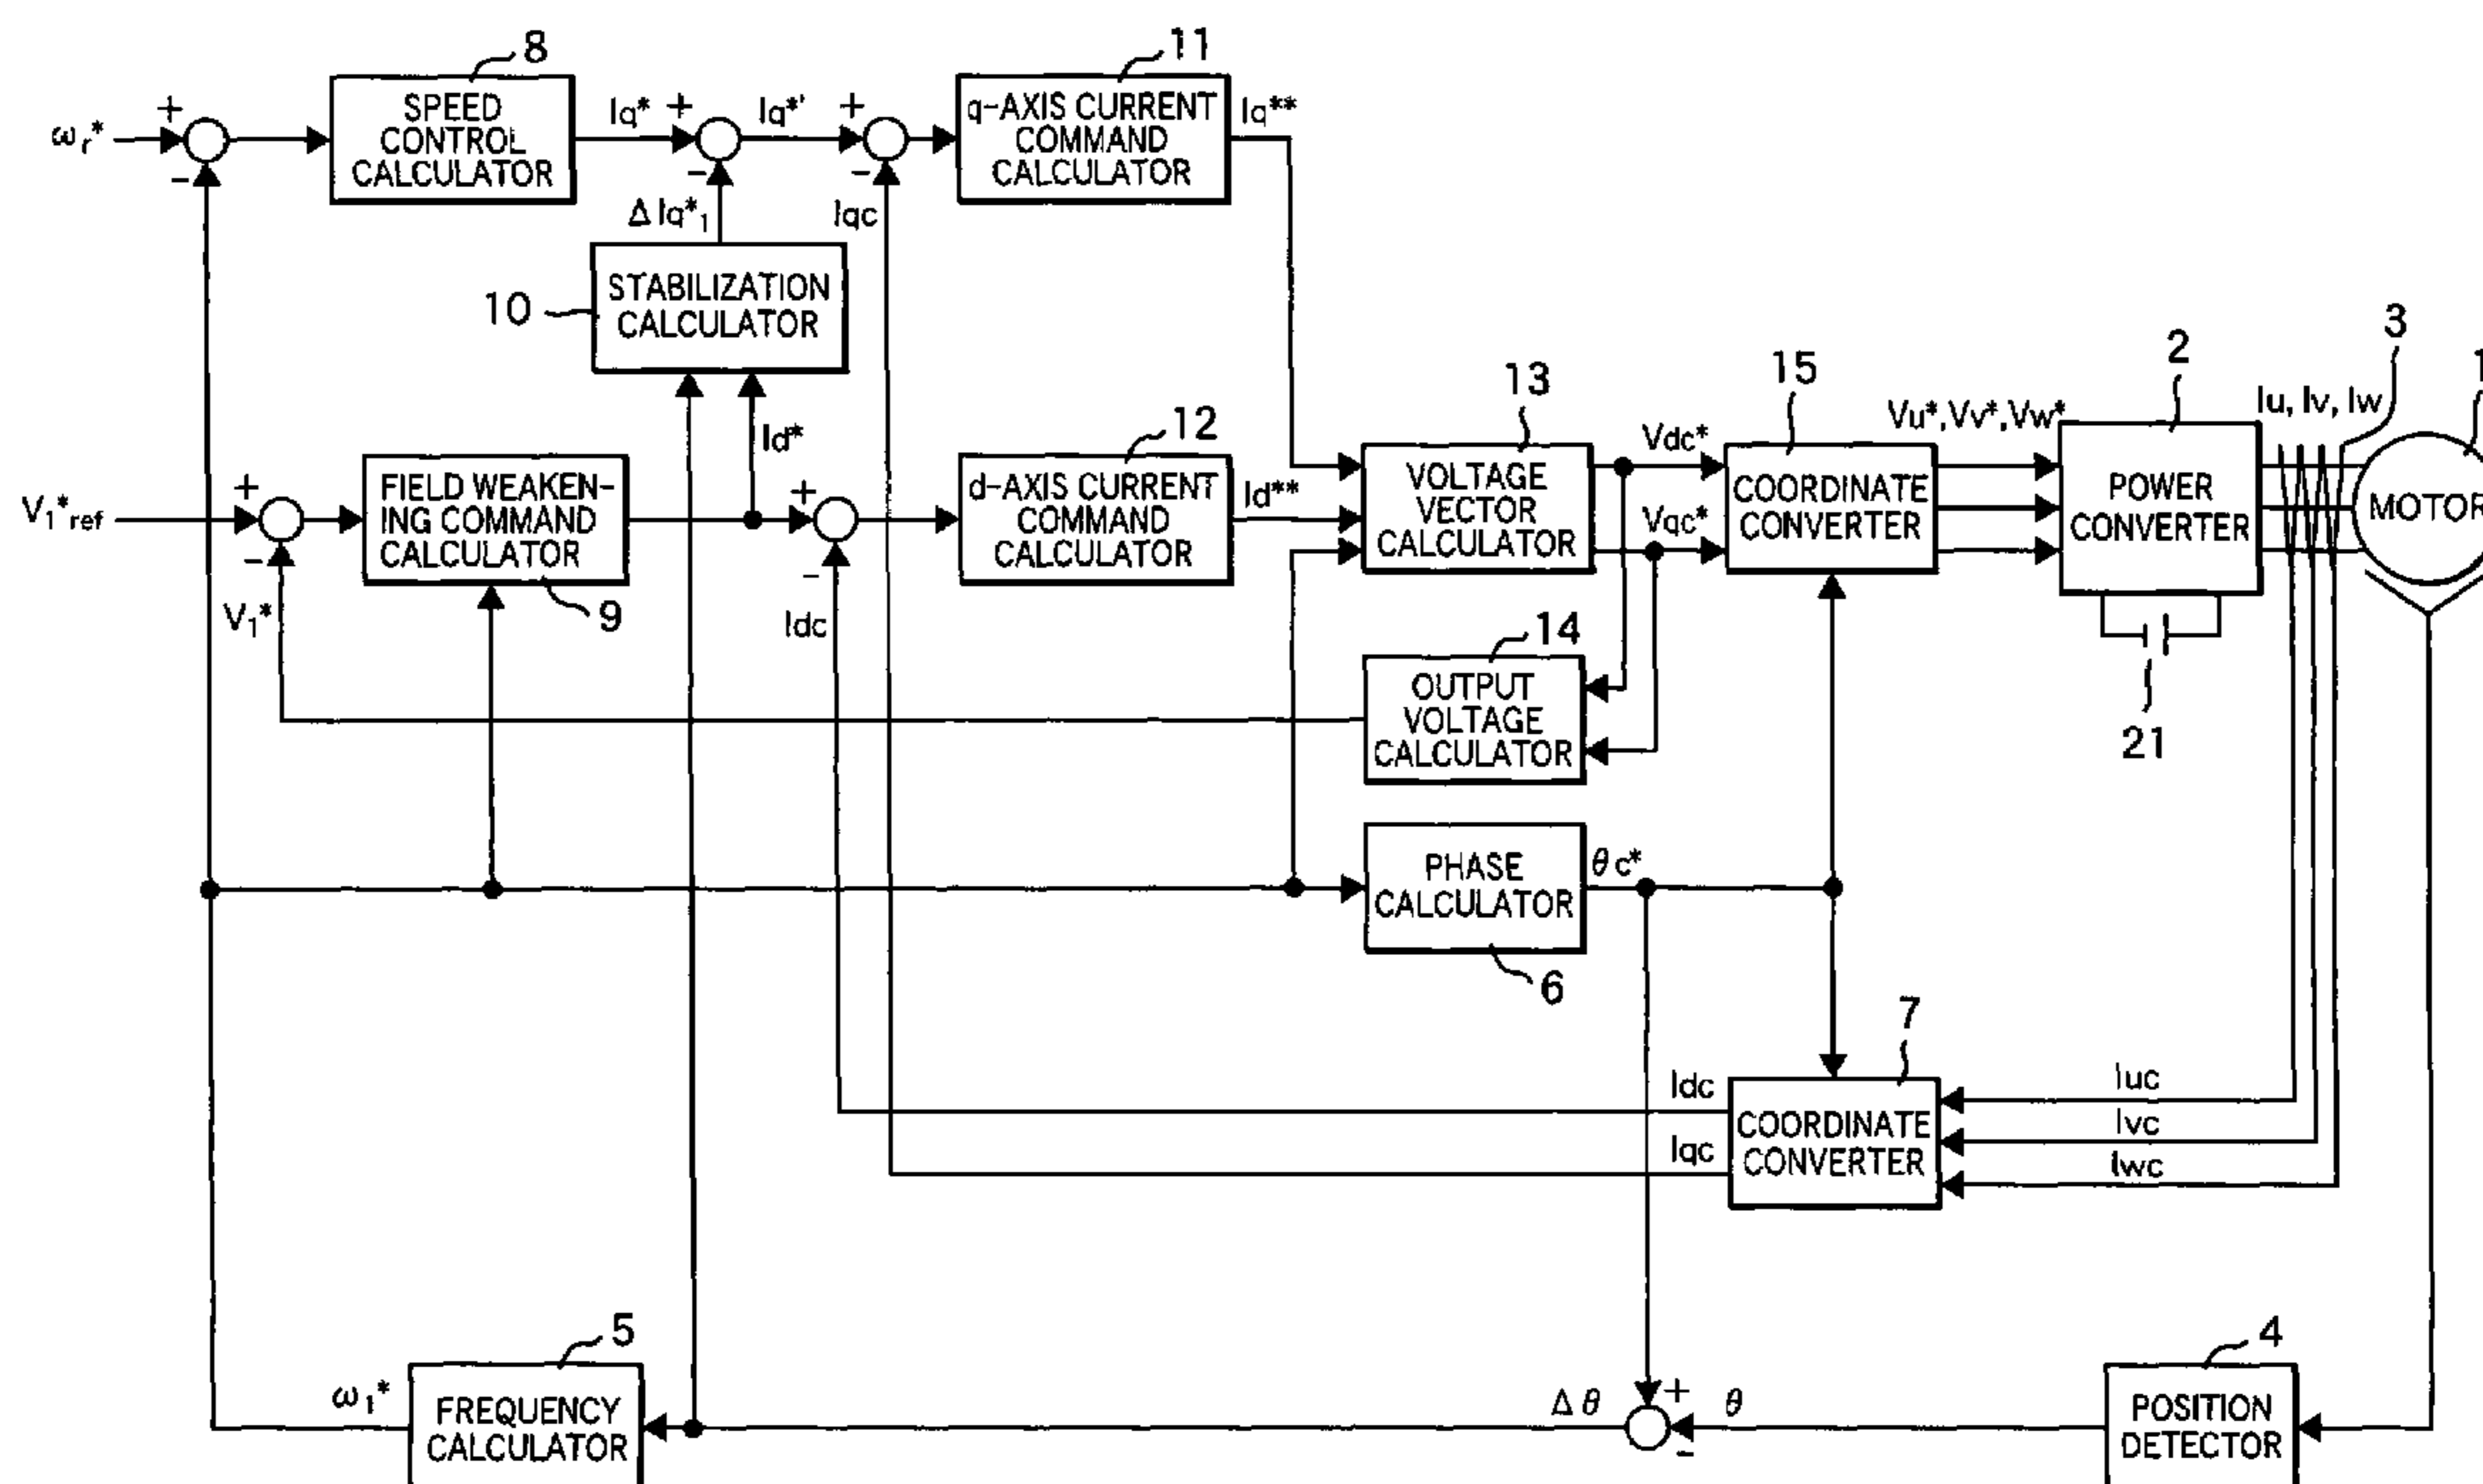 8
11
SPEED
CONTROL
CALCULATOR
q-AXIS CURRENT
COMMAND
CALCULATOR
ωr*
+
-
Iq*
+
-
Iq*'
+
-
Iq**
ΔIq*1
Iqc
10
STABILIZATION
CALCULATOR
3
2
13
15
1
Id*
12
Vdc*
Vu*,Vv*,Vw*
Iu, Iv, Iw
V1*ref
+
-
FIELD WEAKEN-
ING COMMAND
CALCULATOR
+
-
d-AXIS CURRENT
COMMAND
CALCULATOR
Id**
VOLTAGE
VECTOR
CALCULATOR
Vqc*
COORDINATE
CONVERTER
POWER
CONVERTER
MOTOR
V1*
9
Idc
14
OUTPUT
VOLTAGE
CALCULATOR
21
PHASE
CALCULATOR
θc*
6
7
Idc
Iqc
COORDINATE
CONVERTER
Iuc
Ivc
Iwc
5
4
ω1*
FREQUENCY
CALCULATOR
Δθ
+
-
θ
POSITION
DETECTOR